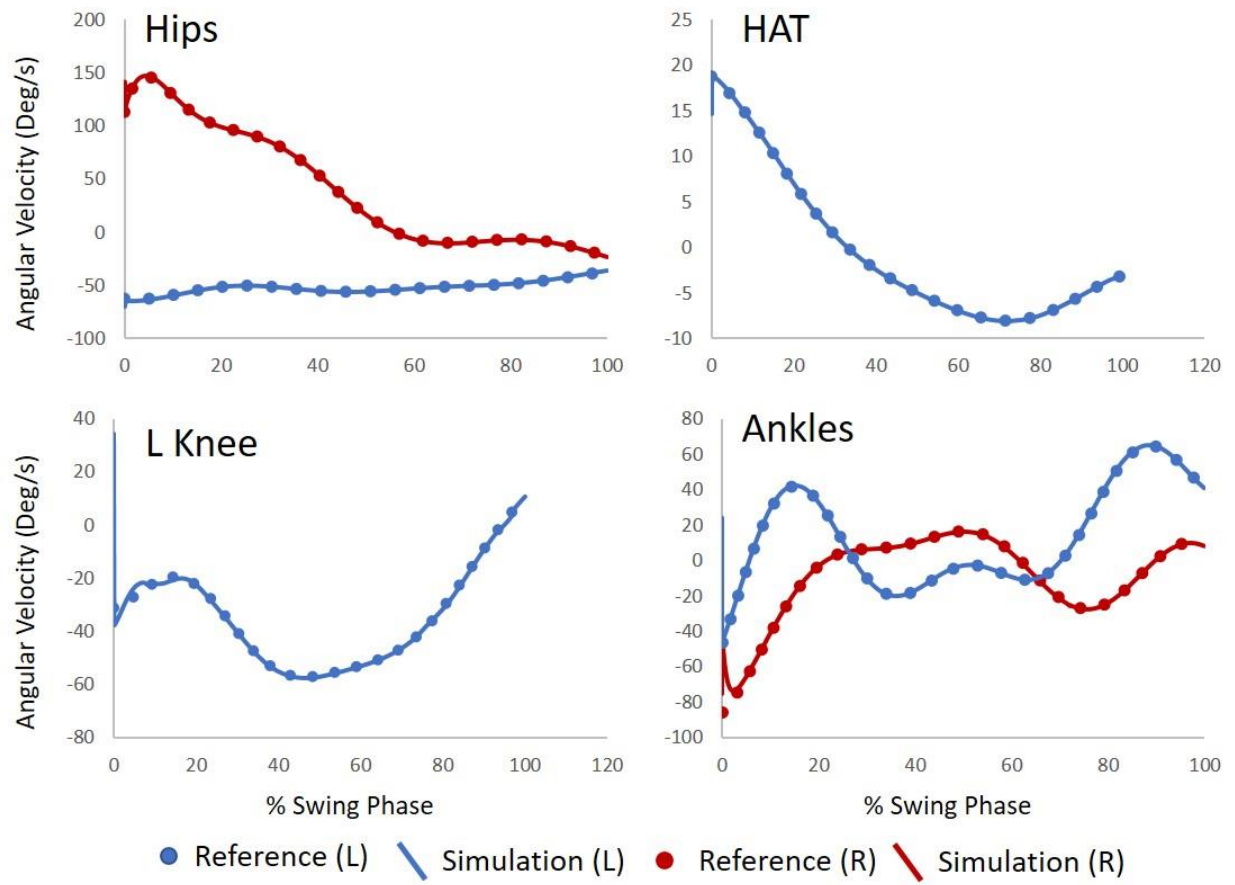 Hips
Angular Velocity (Deg/s)
200
150
100
50
0
-50
-100
0 20 40 60 80 100
HAT
25
20
15
10
5
0
-5
-10
0 20 40 60 80 100 120
L Knee
Angular Velocity (Deg/s)
40
20
0
-20
-40
-60
-80
0 20 40 60 80 100 120
% Swing Phase
Ankles
80
60
40
20
0
-20
-40
-60
-80
-100
0 20 40 60 80 100
% Swing Phase
Reference (L) Simulation (L) Reference (R) Simulation (R)